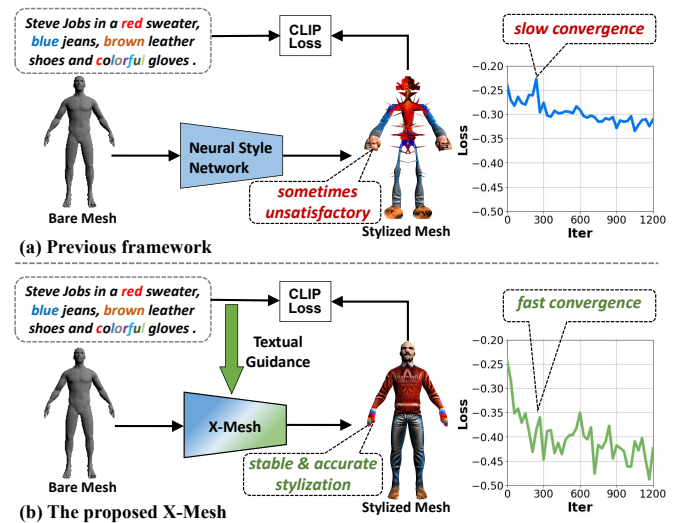 Steve Jobs in a red sweater,
blue jeans, brown leather
shoes and colorful gloves .
CLIP
Loss
slow convergence
Bare Mesh
Neural Style
Network
sometimes
unsatisfactory
Stylized Mesh
Loss
−0.20
−0.25
−0.30
−0.35
−0.40
−0.45
−0.50
0 300 600 900 1200
Iter
(a) Previous framework
Steve Jobs in a red sweater,
blue jeans, brown leather
shoes and colorful gloves .
CLIP
Loss
fast convergence
Textual
Guidance
Bare Mesh
X-Mesh
stable & accurate
stylization
Stylized Mesh
Loss
−0.20
−0.25
−0.30
−0.35
−0.40
−0.45
−0.50
0 300 600 900 1200
Iter
(b) The proposed X-Mesh